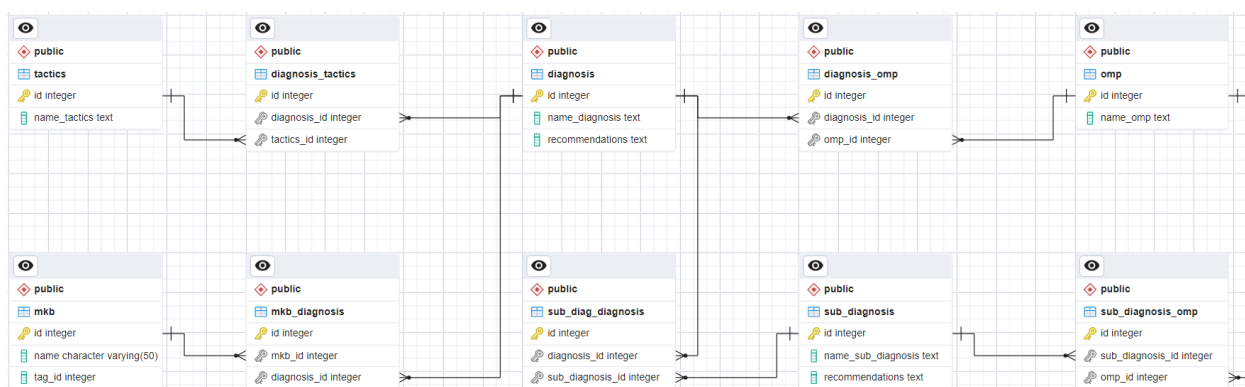 public
tactics
id integer
name_tactics text
public
diagnosis_tactics
id integer
diagnosis_id integer
tactics_id integer
public
diagnosis
id integer
name_diagnosis text
recommendations text
public
diagnosis_omp
id integer
diagnosis_id integer
omp_id integer
public
omp
id integer
name_omp text
public
mkb
id integer
name character varying(50)
tag_id integer
public
mkb_diagnosis
id integer
mkb_id integer
diagnosis_id integer
public
sub_diag_diagnosis
id integer
diagnosis_id integer
sub_diagnosis_id integer
public
sub_diagnosis
id integer
name_sub_diagnosis text
recommendations text
public
sub_diagnosis_omp
id integer
sub_diagnosis_id integer
omp_id integer